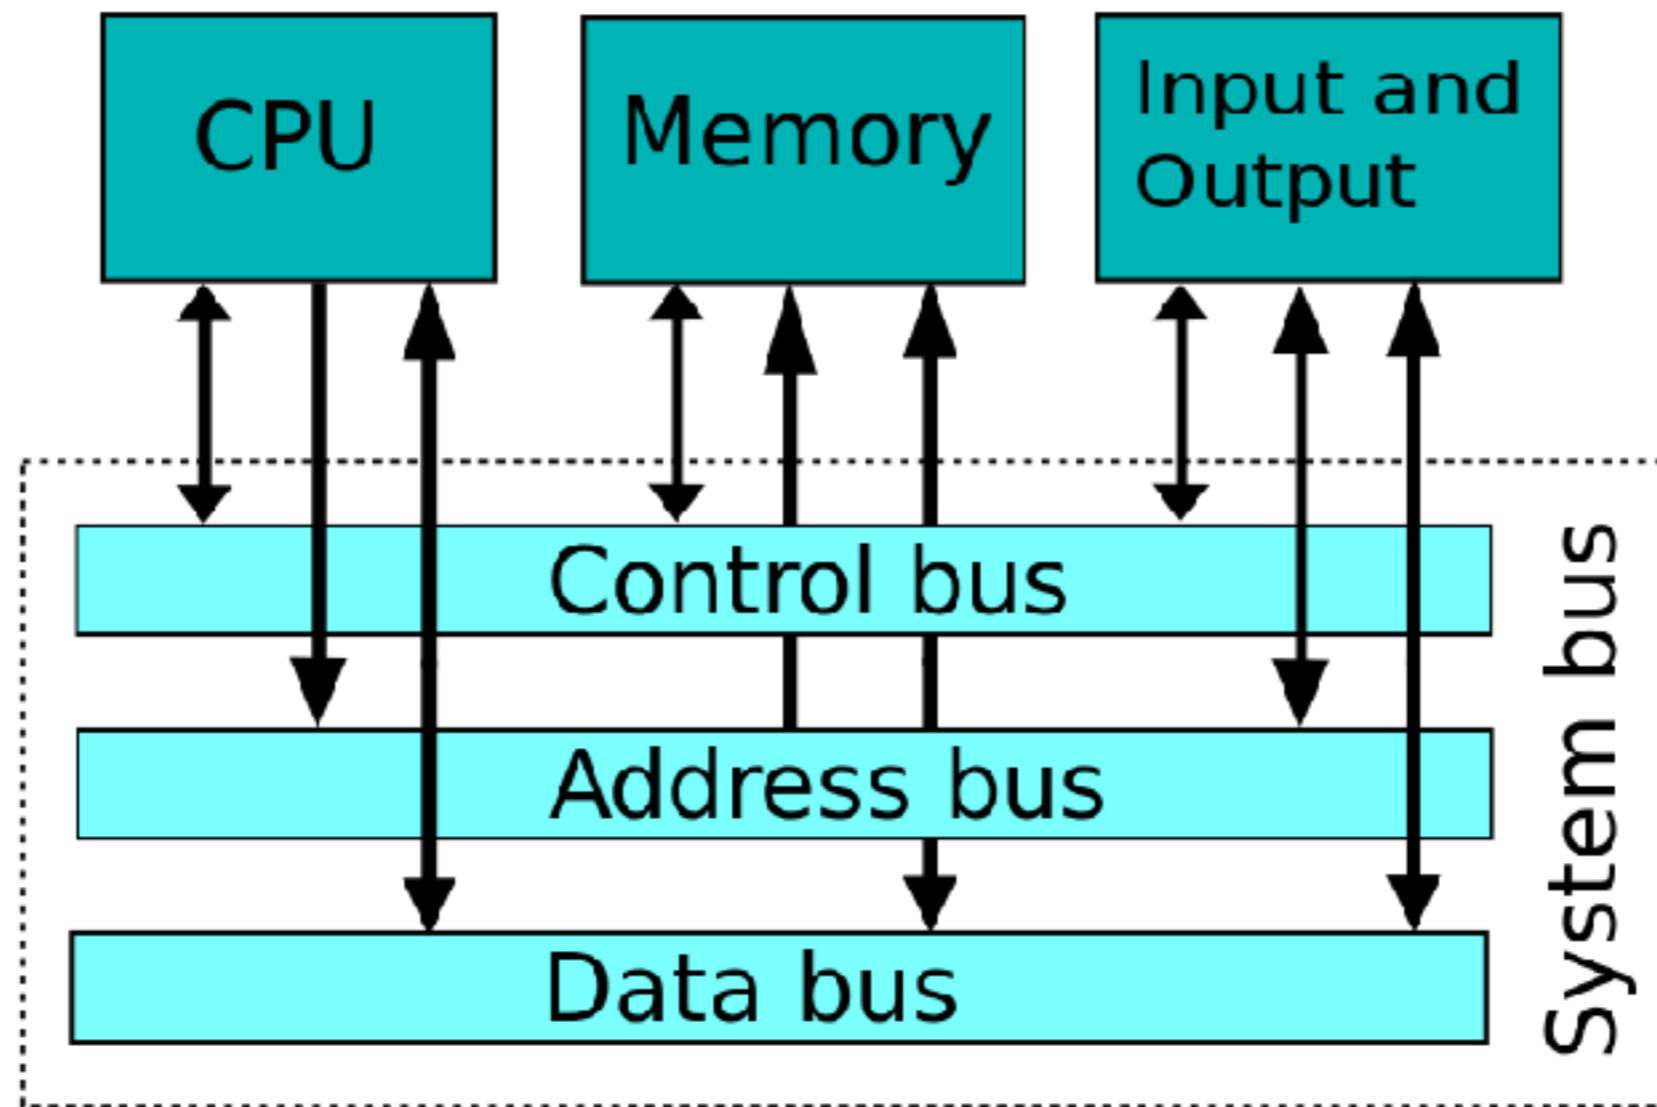 CPU
Memory
Input and
Output
Control bus
Address bus
Data bus
System bus